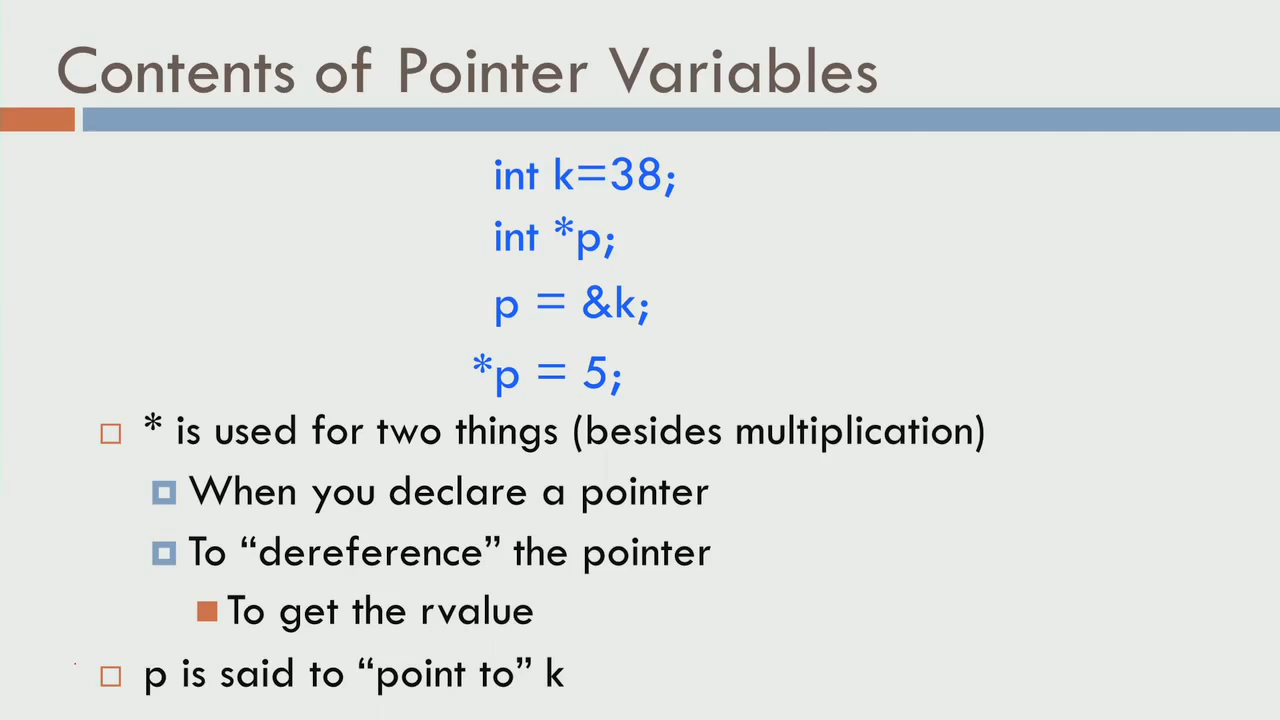 Contents of Pointer Variables
int k=38;
int *p;
p = &k;
*p = 5;
* is used for two things (besides multiplication)
When you declare a pointer
To “dereference” the pointer
To get the rvalue
p is said to “point to” k